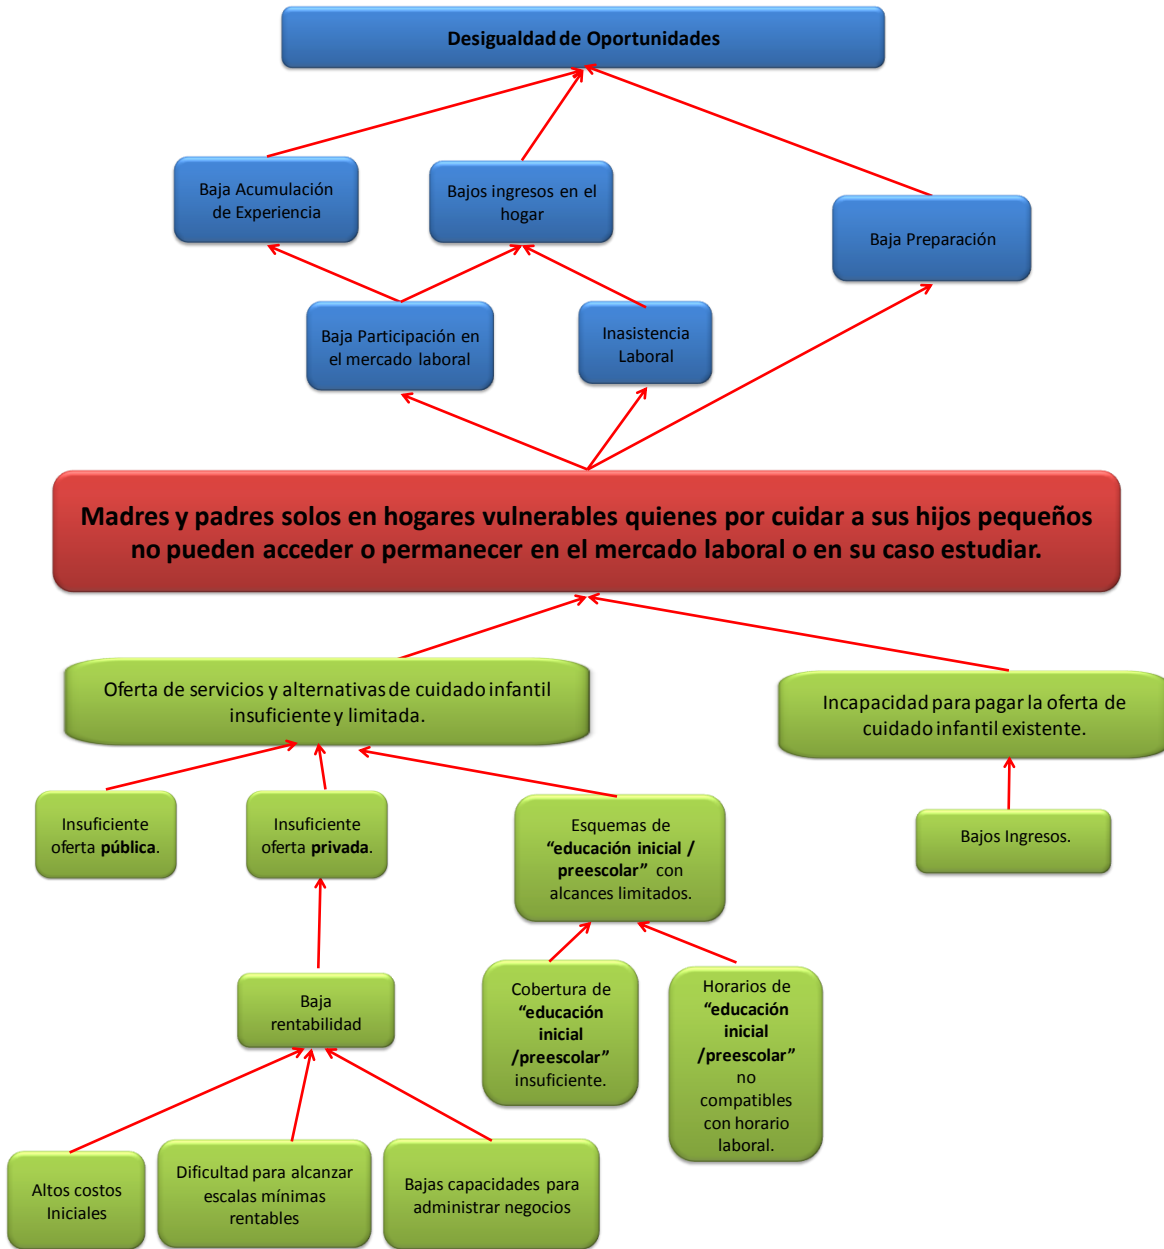 Desigualdad de Oportunidades
Baja Acumulación
de Experiencia
Bajos ingresos en el
hogar
Baja Preparación
Baja Participación en
el mercado laboral
Inasistencia
Laboral
Madres y padres solos en hogares vulnerables quienes por cuidar a sus hijos pequeños
no pueden acceder o permanecer en el mercado laboral o en su caso estudiar.
Oferta de servicios y alternativas de cuidado infantil
insuficiente y limitada.
Incapacidad para pagar la oferta de
cuidado infantil existente.
Insuficiente
oferta pública.
Insuficiente
oferta privada.
Esquemas de
“educación inicial /
preescolar” con
alcances limitados.
Bajos Ingresos.
Baja
rentabilidad
Cobertura de
“educación
inicial
/preescolar”
insuficiente.
Horarios de
“educación
inicial
/preescolar”
no
compatibles
con horario
laboral.
Altos costos
Iniciales
Dificultad para alcanzar
escalas mínimas
rentables
Bajas capacidades para
administrar negocios